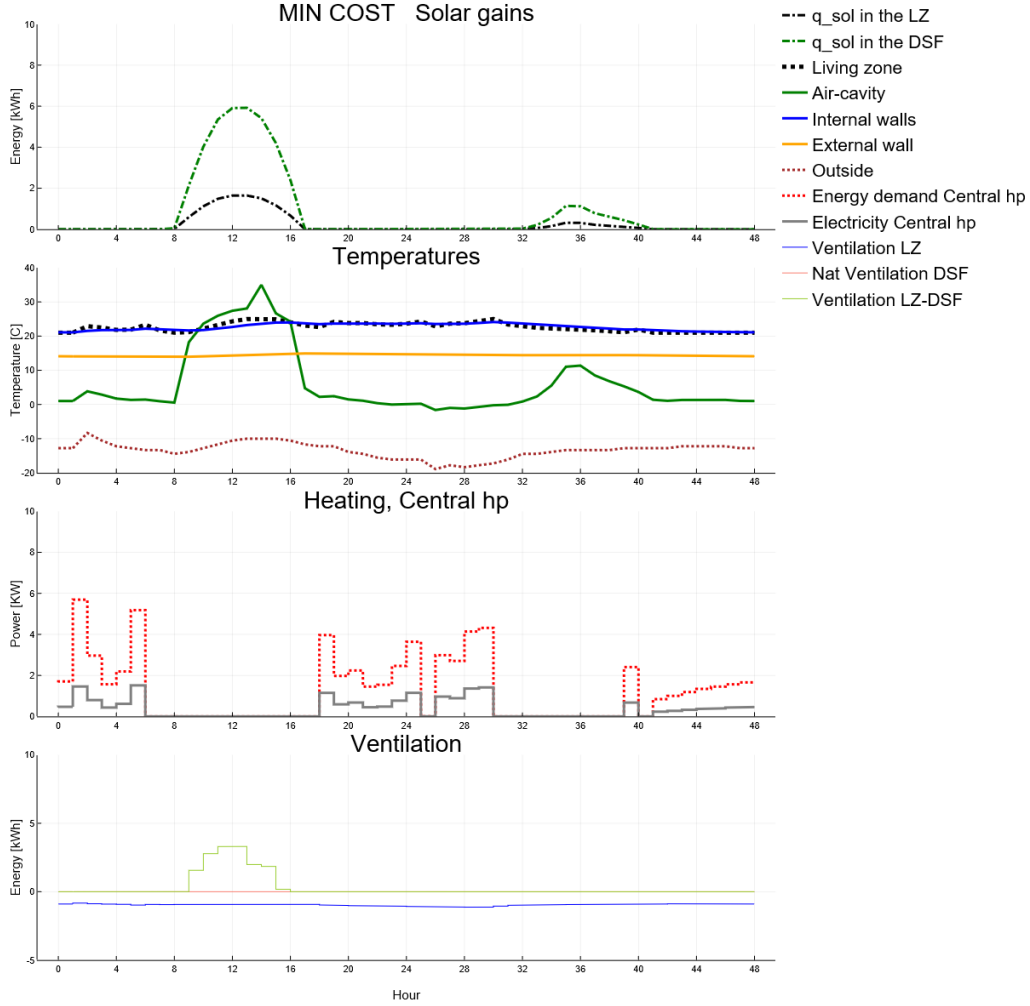 MIN COST   Solar gains
Energy [kWh]
10
8
6
4
2
0
0 4 8 12 16 20 24 28 32 36 40 44 48
q_sol in the LZ
q_sol in the DSF
Living zone
Air-cavity
Internal walls
External wall
Outside
Energy demand Central hp
Electricity Central hp
Ventilation LZ
Nat Ventilation DSF
Ventilation LZ-DSF
Temperatures
Temperature [C]
40
30
20
10
0
-10
-20
0 4 8 12 16 20 24 28 32 36 40 44 48
Heating, Central hp
Power [KW]
10
8
6
4
2
0
0 4 8 12 16 20 24 28 32 36 40 44 48
Ventilation
Energy [kWh]
10
5
0
-5
0 4 8 12 16 20 24 28 32 36 40 44 48
Hour